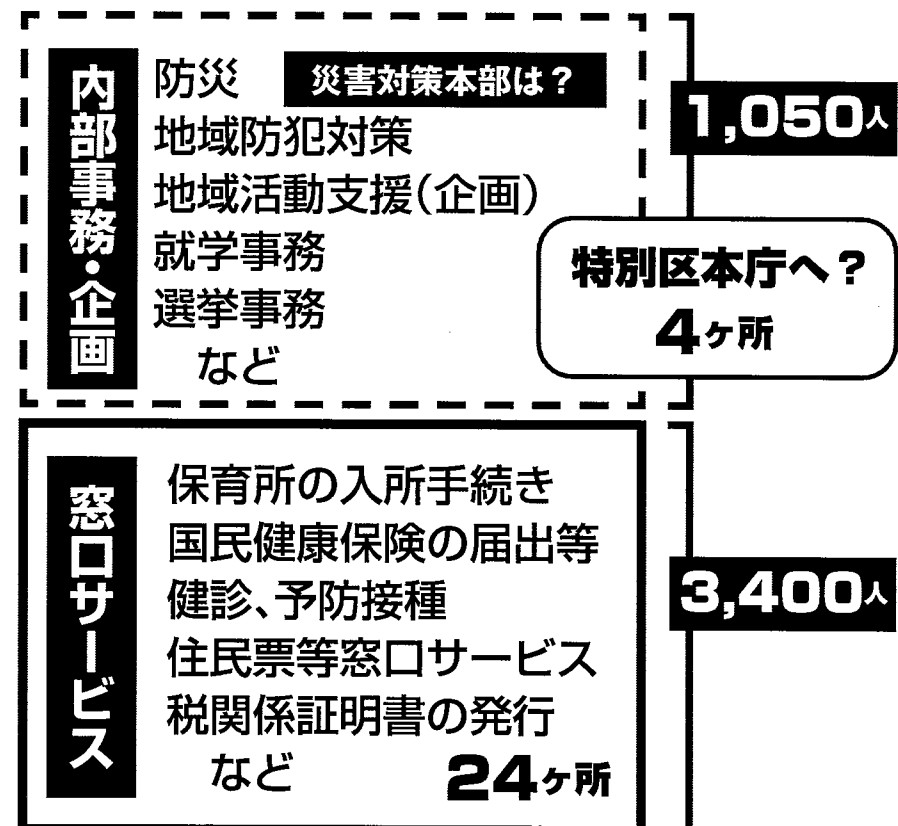 内部事務・企画
防災
災害対策本部は？
地域防犯対策
地域活動支援（企画）
就学事務
選挙事務
など
1,050人
特別区本庁へ？
4ヶ所
窓口サービス
保育所の入所手続き
国民健康保険の届出等
健診、予防接種
住民票等窓口サービス
税関係証明書の発行
など
24ヶ所
3,400人